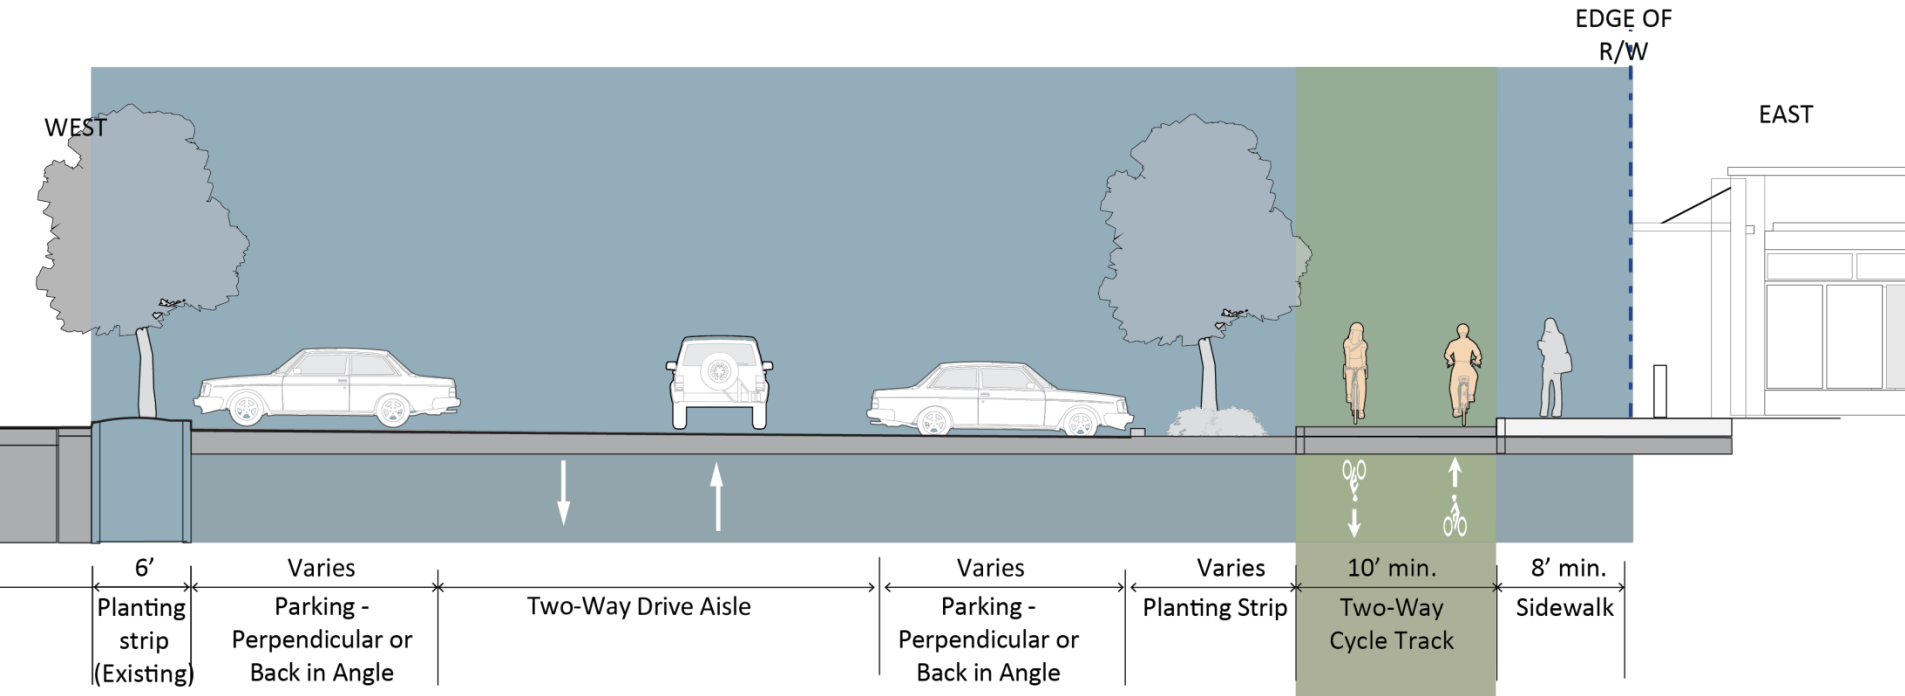 EDGE OF
R/W
WEST
EAST
6’
Varies
Varies
Varies
10’ min.
8’ min.
Planting
strip
(Existing)
Parking -
Perpendicular or
Back in Angle
Two-Way Drive Aisle
Parking -
Perpendicular or
Back in Angle
Planting Strip
Two-Way
Cycle Track
Sidewalk